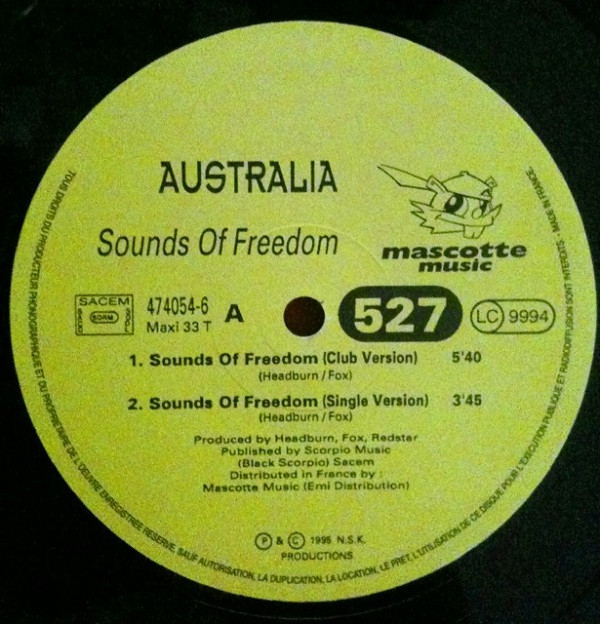 AUSTRALIA
Sounds Of Freedom
mascotte
music
SACEM
SDRM
474054-6
Maxi 33 T
A
527
LC 9994
1. Sounds Of Freedom (Club Version) 5'40
(Headburn / Fox)
2. Sounds Of Freedom (Single Version) 3'45
(Headburn / Fox)
Produced by Headburn, Fox, Redstar
Published by Scorpio Music
(Black Scorpio) Sacem
Distributed in France by :
Mascotte Music (Emi Distribution)
℗ & © 1995 N.S.K.
PRODUCTIONS
TOUS DROITS DU PRODUCTEUR PHONOGRAPHIQUE ET DU PROPRIETAIRE DE L'OEUVRE ENREGISTREE RESERVE. SAUF AUTORISATION, LA DUPLICATION, LA LOCATION, LE PRET, L'UTILISATION DE CE DISQUE POUR L'EXECUTION PUBLIQUE ET RADIODIFFUSION SONT INTERDITS - MADE IN FRANCE.